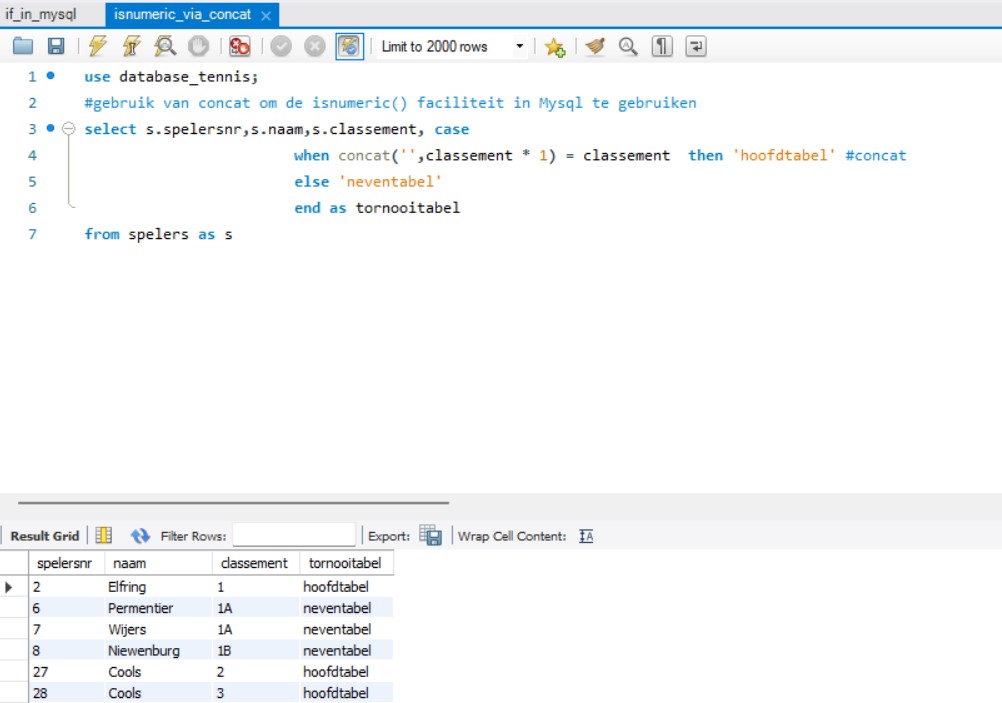 if_in_mysql isnumeric_via_concat
Limit to 2000 rows
1 use database_tennis;
2 #gebruik van concat om de isnumeric() faciliteit in Mysql te gebruiken
3 select s.spelersnr,s.naam,s.classement, case
4 when concat('',classement * 1) = classement  then 'hoofdtabel' #concat
5 else 'neventabel'
6 end as tornooitabel
7 from spelers as s
Result Grid Filter Rows: Export: Wrap Cell Content:
spelersnr naam classement tornooitabel
2 Elfring 1 hoofdtabel
6 Permentier 1A neventabel
7 Wijers 1A neventabel
8 Niewenburg 1B neventabel
27 Cools 2 hoofdtabel
28 Cools 3 hoofdtabel